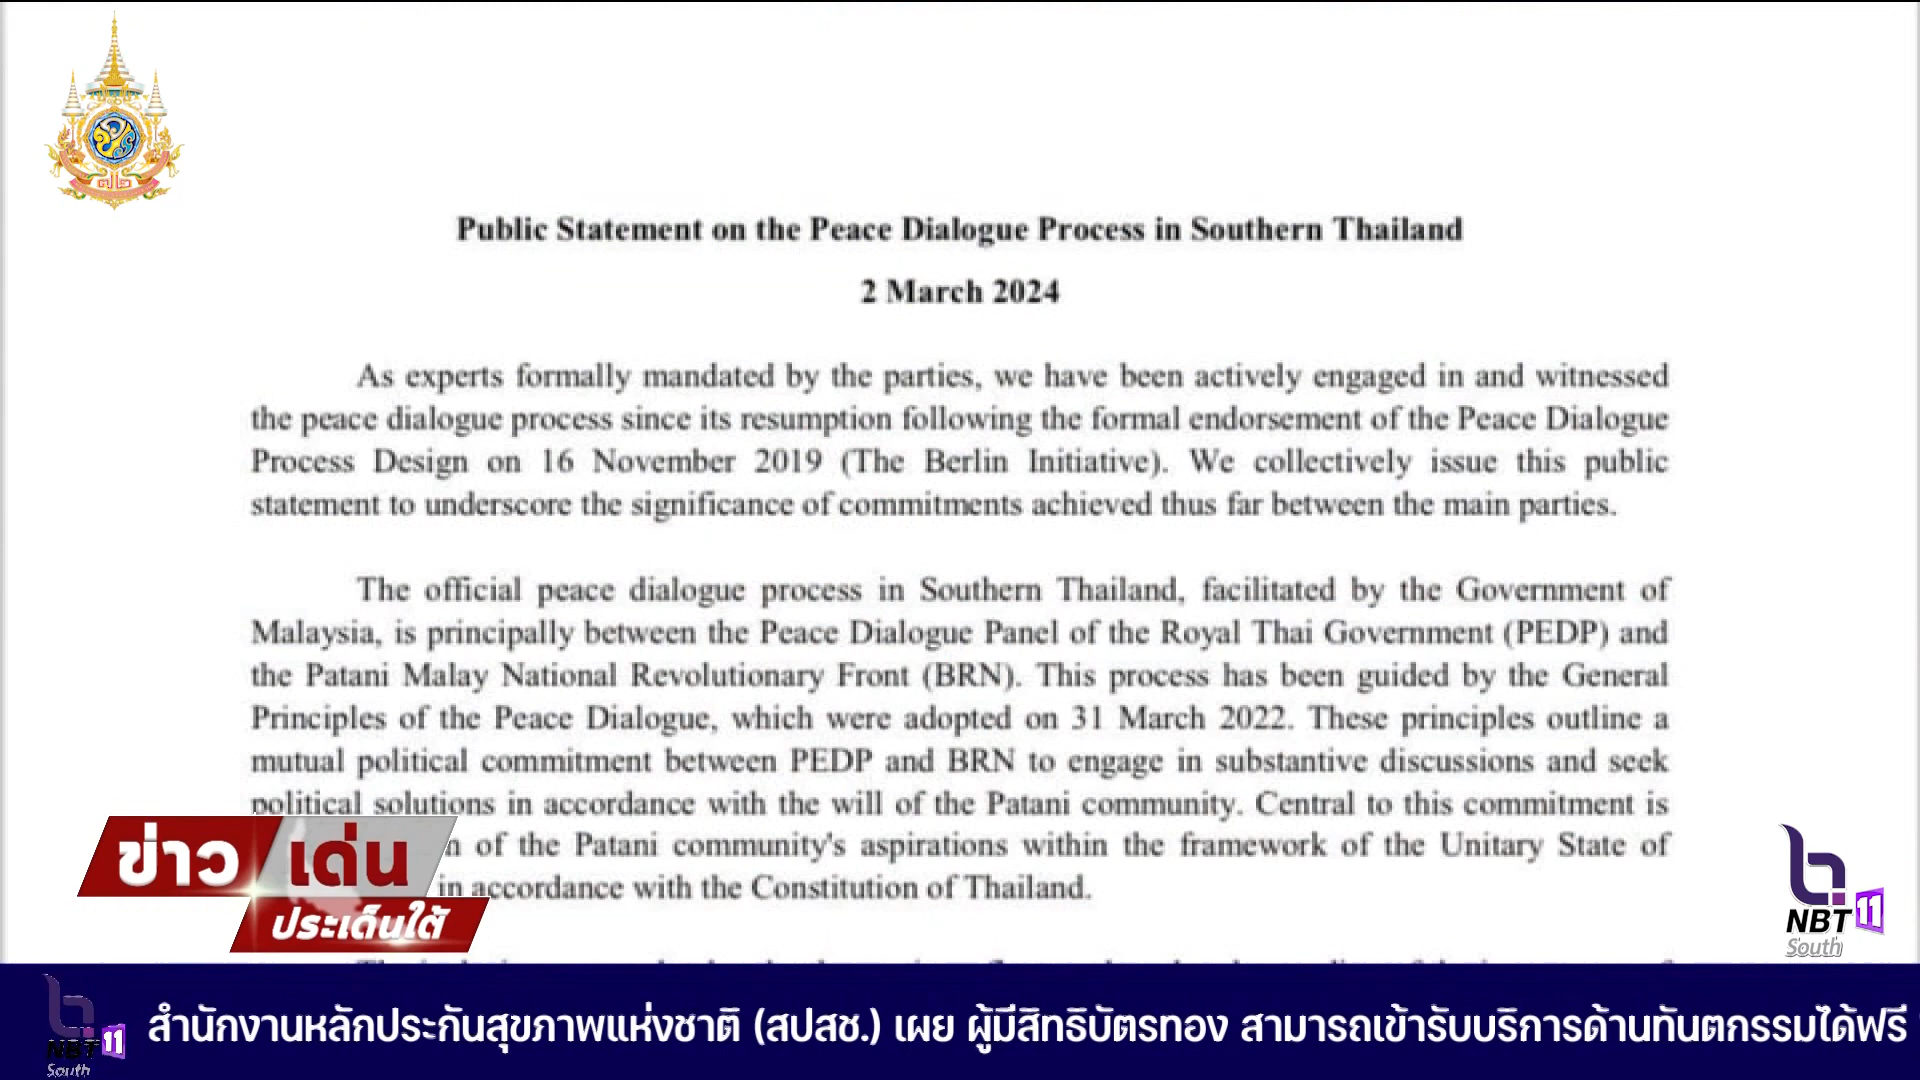 ๗๒
Public Statement on the Peace Dialogue Process in Southern Thailand
2 March 2024
As experts formally mandated by the parties, we have been actively engaged in and witnessed
the peace dialogue process since its resumption following the formal endorsement of the Peace Dialogue
Process Design on 16 November 2019 (The Berlin Initiative). We collectively issue this public
statement to underscore the significance of commitments achieved thus far between the main parties.
The official peace dialogue process in Southern Thailand, facilitated by the Government of
Malaysia, is principally between the Peace Dialogue Panel of the Royal Thai Government (PEDP) and
the Patani Malay National Revolutionary Front (BRN). This process has been guided by the General
Principles of the Peace Dialogue, which were adopted on 31 March 2022. These principles outline a
mutual political commitment between PEDP and BRN to engage in substantive discussions and seek
political solutions in accordance with the will of the Patani community. Central to this commitment is
of the Patani community's aspirations within the framework of the Unitary State of
in accordance with the Constitution of Thailand.
ข่าวเด่น
ประเด็นใต้
NBT 11
South
NBT 11
South
สำนักงานหลักประกันสุขภาพแห่งชาติ (สปสช.) เผย ผู้มีสิทธิบัตรทอง สามารถเข้ารับบริการด้านทันตกรรมได้ฟรี